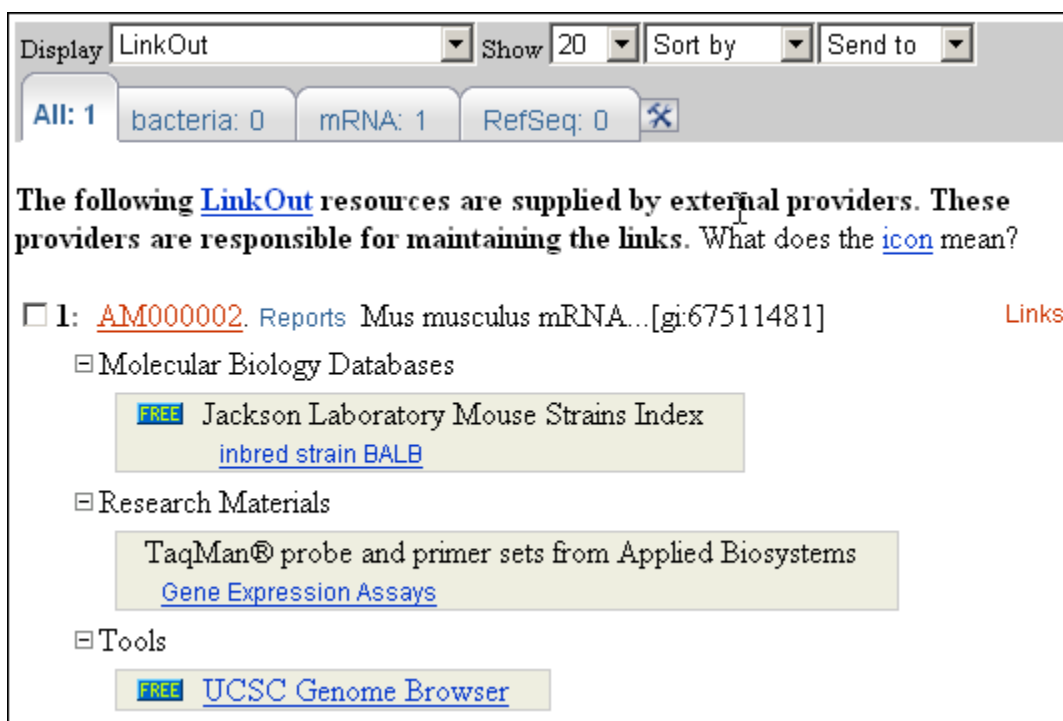 Display LinkOut Show 20 Sort by Send to
All: 1 bacteria: 0 mRNA: 1 RefSeq: 0
The following LinkOut resources are supplied by external providers. These
providers are responsible for maintaining the links. What does the icon mean?
1: AM000002. Reports Mus musculus mRNA...[gi:67511481] Links
Molecular Biology Databases
FREE Jackson Laboratory Mouse Strains Index
inbred strain BALB
Research Materials
TaqMan® probe and primer sets from Applied Biosystems
Gene Expression Assays
Tools
FREE UCSC Genome Browser